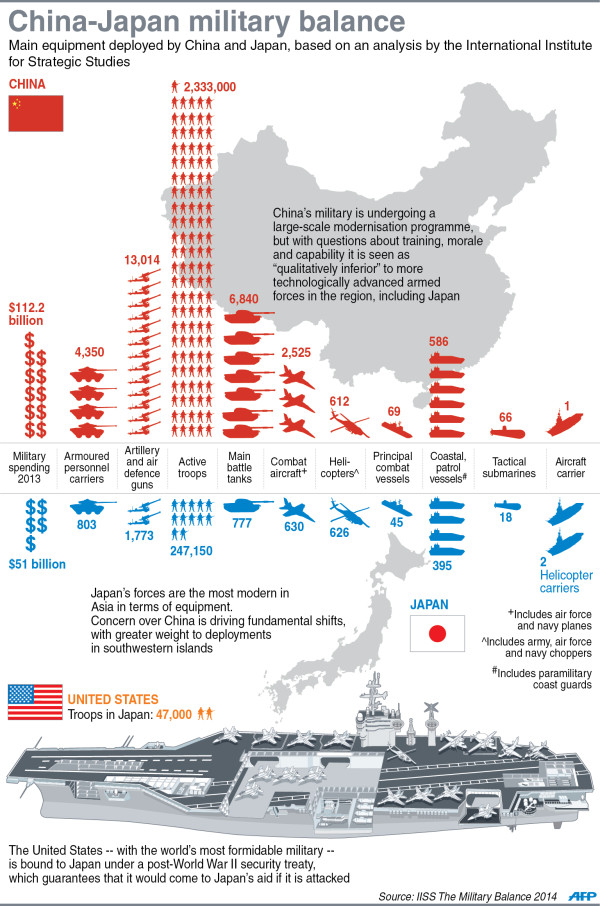 China-Japan military balance
Main equipment deployed by China and Japan, based on an analysis by the International Institute
for Strategic Studies
CHINA
2,333,000
China's military is undergoing a
large-scale modernisation programme,
but with questions about training, morale
and capability it is seen as
“qualitatively inferior” to more
technologically advanced armed
forces in the region, including Japan
13,014
$112.2
billion
6,840
4,350
2,525
586
612
69
66
1
$
$$
$$
$$
$$
$$
Military
spending
2013
Armoured
personnel
carriers
Artillery
and air
defence
guns
Active
troops
Main
battle
tanks
Combat
aircraft+
Heli-
copters^
Principal
combat
vessels
Coastal,
patrol
vessels#
Tactical
submarines
Aircraft
carrier
$$
$$
$
$51 billion
803
1,773
247,150
777
630
626
45
395
18
2
Helicopter
carriers
Japan's forces are the most modern in
Asia in terms of equipment.
Concern over China is driving fundamental shifts,
with greater weight to deployments
in southwestern islands
JAPAN
+Includes air force
and navy planes
^Includes army, air force
and navy choppers
#Includes paramilitary
coast guards
UNITED STATES
Troops in Japan: 47,000
The United States -- with the world's most formidable military --
is bound to Japan under a post-World War II security treaty,
which guarantees that it would come to Japan's aid if it is attacked
Source: IISS The Military Balance 2014 AFP